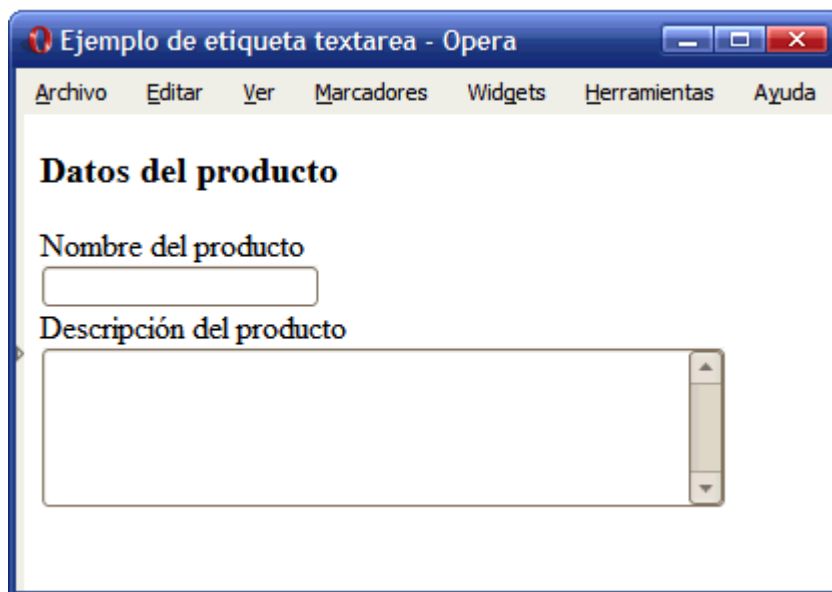 Ejemplo de etiqueta textarea - Opera
Archivo Editar Ver Marcadores Widgets Herramientas Ayuda
Datos del producto
Nombre del producto
Descripción del producto